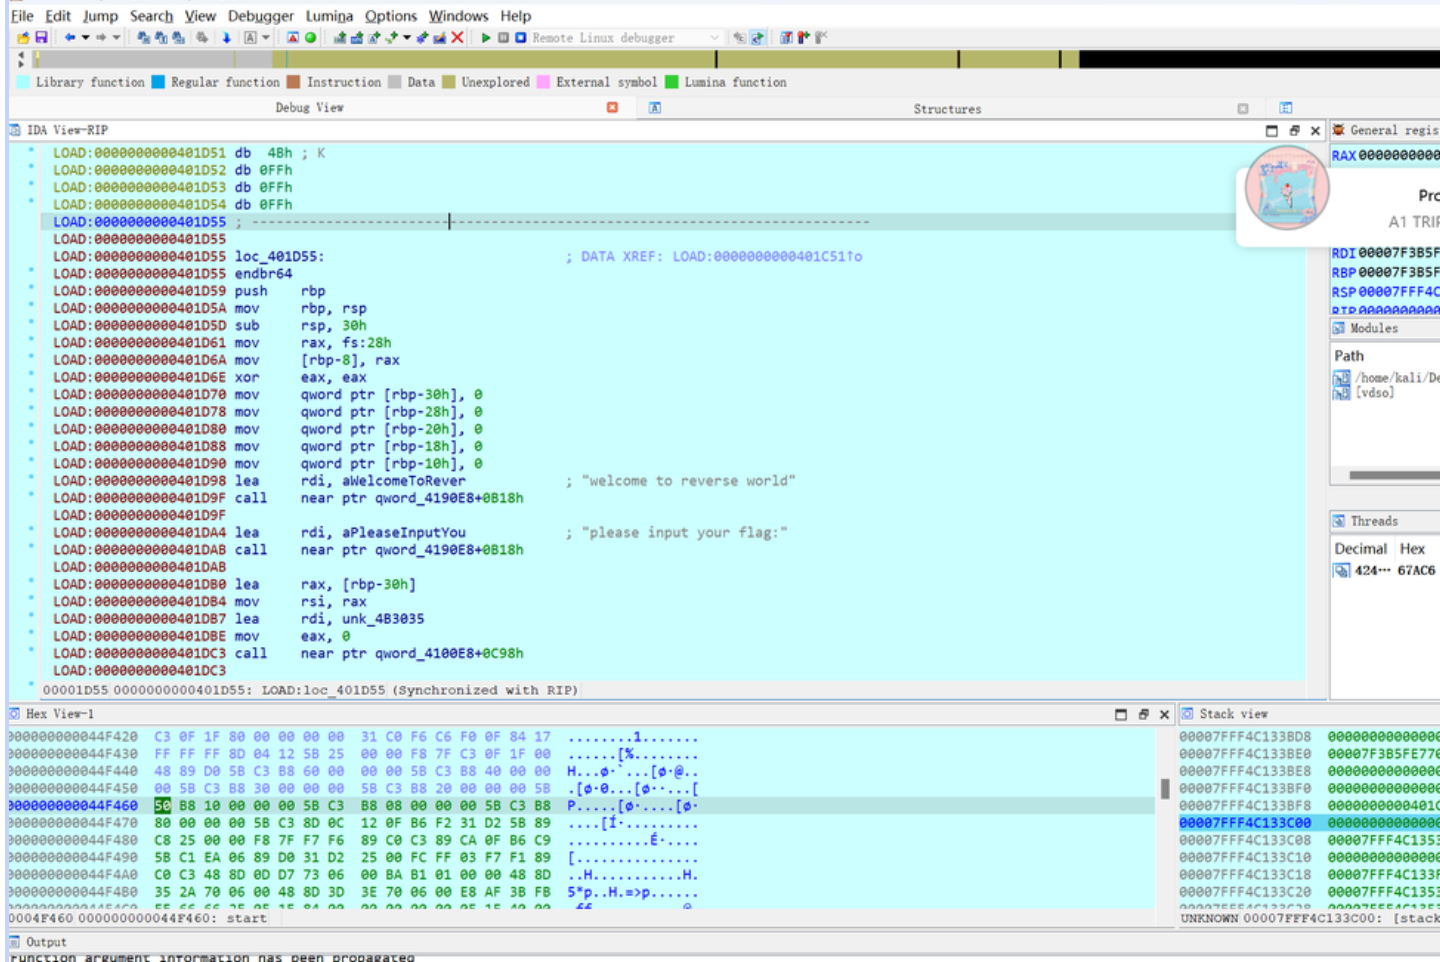 File Edit Jump Search View Debugger Lumina Options Windows Help
Remote Linux debugger
Library function Regular function Instruction Data Unexplored External symbol Lumina function
Debug View Structures
IDA View-RIP
General regis
LOAD:0000000000401D51 db 4Bh ; K
LOAD:0000000000401D52 db 0FFh
LOAD:0000000000401D53 db 0FFh
LOAD:0000000000401D54 db 0FFh
LOAD:0000000000401D55 ; ---------------------------------------------------------------------------
LOAD:0000000000401D55
LOAD:0000000000401D55 loc_401D55: ; DATA XREF: LOAD:0000000000401C51↑o
LOAD:0000000000401D55 endbr64
LOAD:0000000000401D59 push rbp
LOAD:0000000000401D5A mov rbp, rsp
LOAD:0000000000401D5D sub rsp, 30h
LOAD:0000000000401D61 mov rax, fs:28h
LOAD:0000000000401D6A mov [rbp-8], rax
LOAD:0000000000401D6E xor eax, eax
LOAD:0000000000401D70 mov qword ptr [rbp-30h], 0
LOAD:0000000000401D78 mov qword ptr [rbp-28h], 0
LOAD:0000000000401D80 mov qword ptr [rbp-20h], 0
LOAD:0000000000401D88 mov qword ptr [rbp-18h], 0
LOAD:0000000000401D90 mov qword ptr [rbp-10h], 0
LOAD:0000000000401D98 lea rdi, aWelcomeToRever ; "welcome to reverse world"
LOAD:0000000000401D9F call near ptr qword_4190E8+0B18h
LOAD:0000000000401D9F
LOAD:0000000000401DA4 lea rdi, aPleaseInputYou ; "please input your flag:"
LOAD:0000000000401DAB call near ptr qword_4190E8+0B18h
LOAD:0000000000401DAB
LOAD:0000000000401DB0 lea rax, [rbp-30h]
LOAD:0000000000401DB4 mov rsi, rax
LOAD:0000000000401DB7 lea rdi, unk_4B3035
LOAD:0000000000401DBE mov eax, 0
LOAD:0000000000401DC3 call near ptr qword_4100E8+0C98h
LOAD:0000000000401DC3
00001D55 0000000000401D55: LOAD:loc_401D55 (Synchronized with RIP)
RAX 0000000000
Pro
A1 TRIP
RDI 00007F3B5F
RBP 00007F3B5F
RSP 00007FFF4C
RIP 0000000000
Modules
Path
/home/kali/De
[vdso]
Threads
Decimal Hex
424… 67AC6
Hex View-1
000000000044F420 C3 0F 1F 80 00 00 00 00 31 C0 F6 C6 F0 0F 84 17 ........1.......
000000000044F430 FF FF FF 8D 04 12 5B 25 00 00 F8 7F C3 0F 1F 00 ......[%........
000000000044F440 48 89 D0 5B C3 B8 60 00 00 00 5B C3 B8 40 00 00 H...ø·`...[ø·@..
000000000044F450 00 5B C3 B8 30 00 00 00 5B C3 B8 20 00 00 00 5B .[ø·0...[ø··...[
000000000044F460 50 B8 10 00 00 00 5B C3 B8 08 00 00 00 5B C3 B8 P.....[ø·....[ø·
000000000044F470 80 00 00 00 5B C3 8D 0C 12 0F B6 F2 31 D2 5B 89 ....[Í·.........
000000000044F480 C8 25 00 00 F8 7F F7 F6 89 C0 C3 89 CA 0F B6 C9 ..........É·....
000000000044F490 5B C1 EA 06 89 D0 31 D2 25 00 FC FF 03 F7 F1 89 [...............
000000000044F4A0 C0 C3 48 8D 0D D7 73 06 00 BA B1 01 00 00 48 8D ..H...........H.
000000000044F4B0 35 2A 70 06 00 48 8D 3D 3E 70 06 00 E8 AF 3B FB 5*p..H.=>p......
0004F460 000000000044F460: start
Stack view
00007FFF4C133BD8 0000000000000
00007FFF4C133BE0 00007F3B5FE770
00007FFF4C133BE8 0000000000000
00007FFF4C133BF0 0000000000000
00007FFF4C133BF8 0000000000401C
00007FFF4C133C00 0000000000000
00007FFF4C133C08 00007FFF4C1353
00007FFF4C133C10 0000000000000
00007FFF4C133C18 00007FFF4C133F
00007FFF4C133C20 00007FFF4C1353
UNKNOWN 00007FFF4C133C00: [stack
Output
Function argument information has been propagated